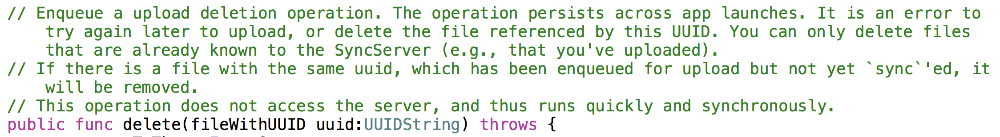 // Enqueue a upload deletion operation. The operation persists across app launches. It is an error to
try again later to upload, or delete the file referenced by this UUID. You can only delete files
that are already known to the SyncServer (e.g., that you've uploaded).
// If there is a file with the same uuid, which has been enqueued for upload but not yet `sync`'ed, it
will be removed.
// This operation does not access the server, and thus runs quickly and synchronously.
public func delete(fileWithUUID uuid:UUIDString) throws {